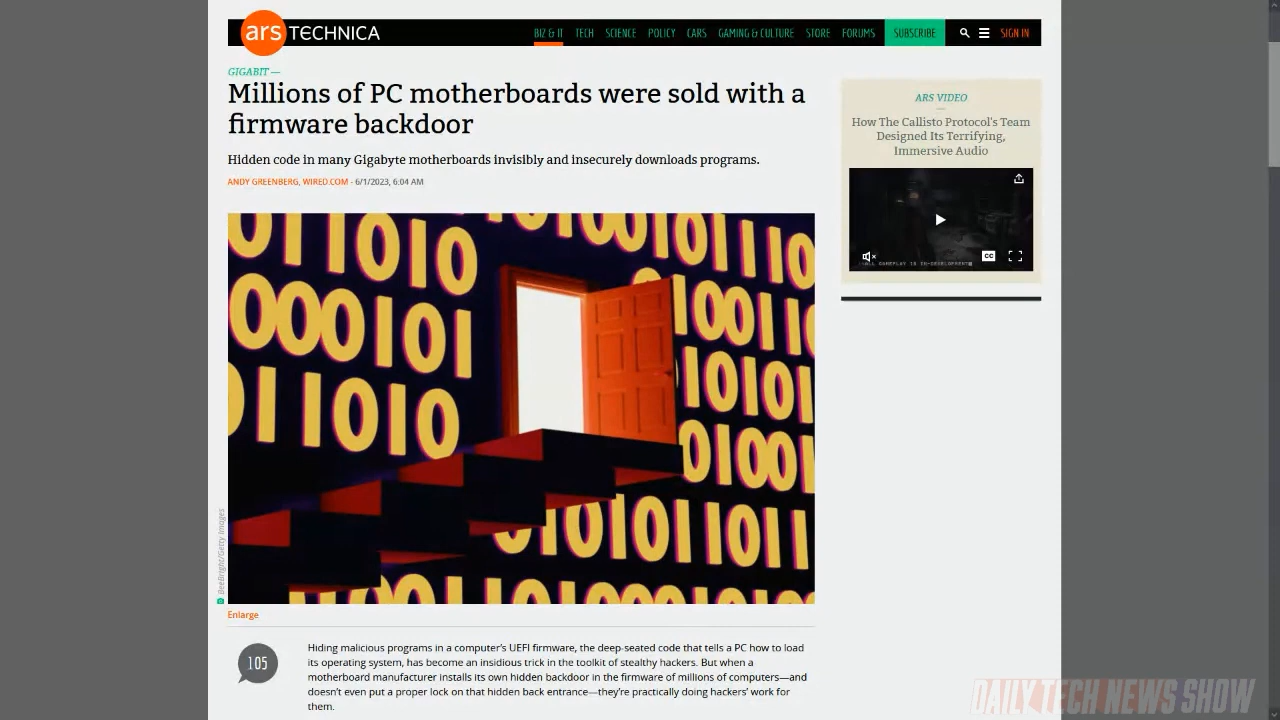 ars TECHNICA
BIZ & IT TECH SCIENCE POLICY CARS GAMING & CULTURE STORE FORUMS SUBSCRIBE SIGN IN
GIGABIT —
Millions of PC motherboards were sold with a
firmware backdoor
Hidden code in many Gigabyte motherboards invisibly and insecurely downloads programs.
ANDY GREENBERG, WIRED.COM - 6/1/2023, 6:04 AM
ARS VIDEO
How The Callisto Protocol's Team
Designed Its Terrifying,
Immersive Audio
CC
BeeBright/Getty Images
Enlarge
105
Hiding malicious programs in a computer's UEFI firmware, the deep-seated code that tells a PC how to load
its operating system, has become an insidious trick in the toolkit of stealthy hackers. But when a
motherboard manufacturer installs its own hidden backdoor in the firmware of millions of computers—and
doesn't even put a proper lock on that hidden back entrance—they're practically doing hackers' work for
them.
DAILY TECH NEWS SHOW